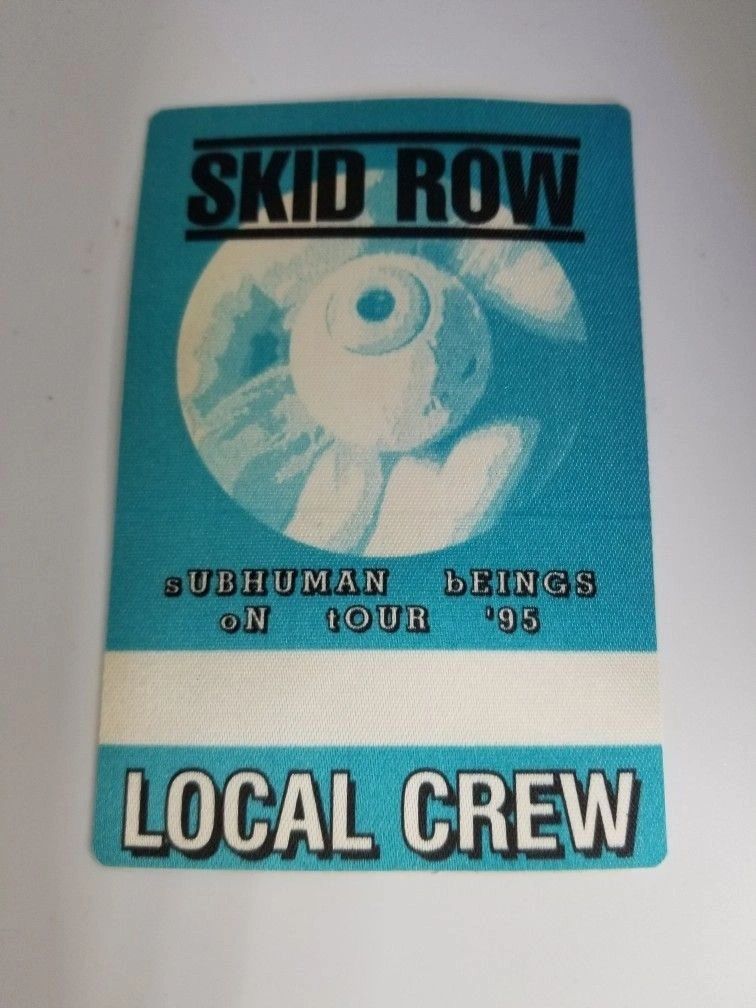 SKID ROW
sUBHUMAN bEINGS
oN tOUR '95
LOCAL CREW